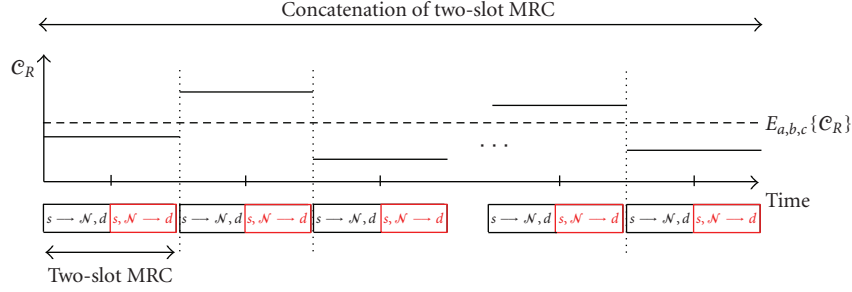 Concatenation of two-slot MRC
𝒞_R
E_{a,b,c}{𝒞_R}
. . .
Time
s → 𝒩, d s, 𝒩 → d s → 𝒩, d s, 𝒩 → d s → 𝒩, d s, 𝒩 → d s → 𝒩, d s, 𝒩 → d s → 𝒩, d s, 𝒩 → d
Two-slot MRC